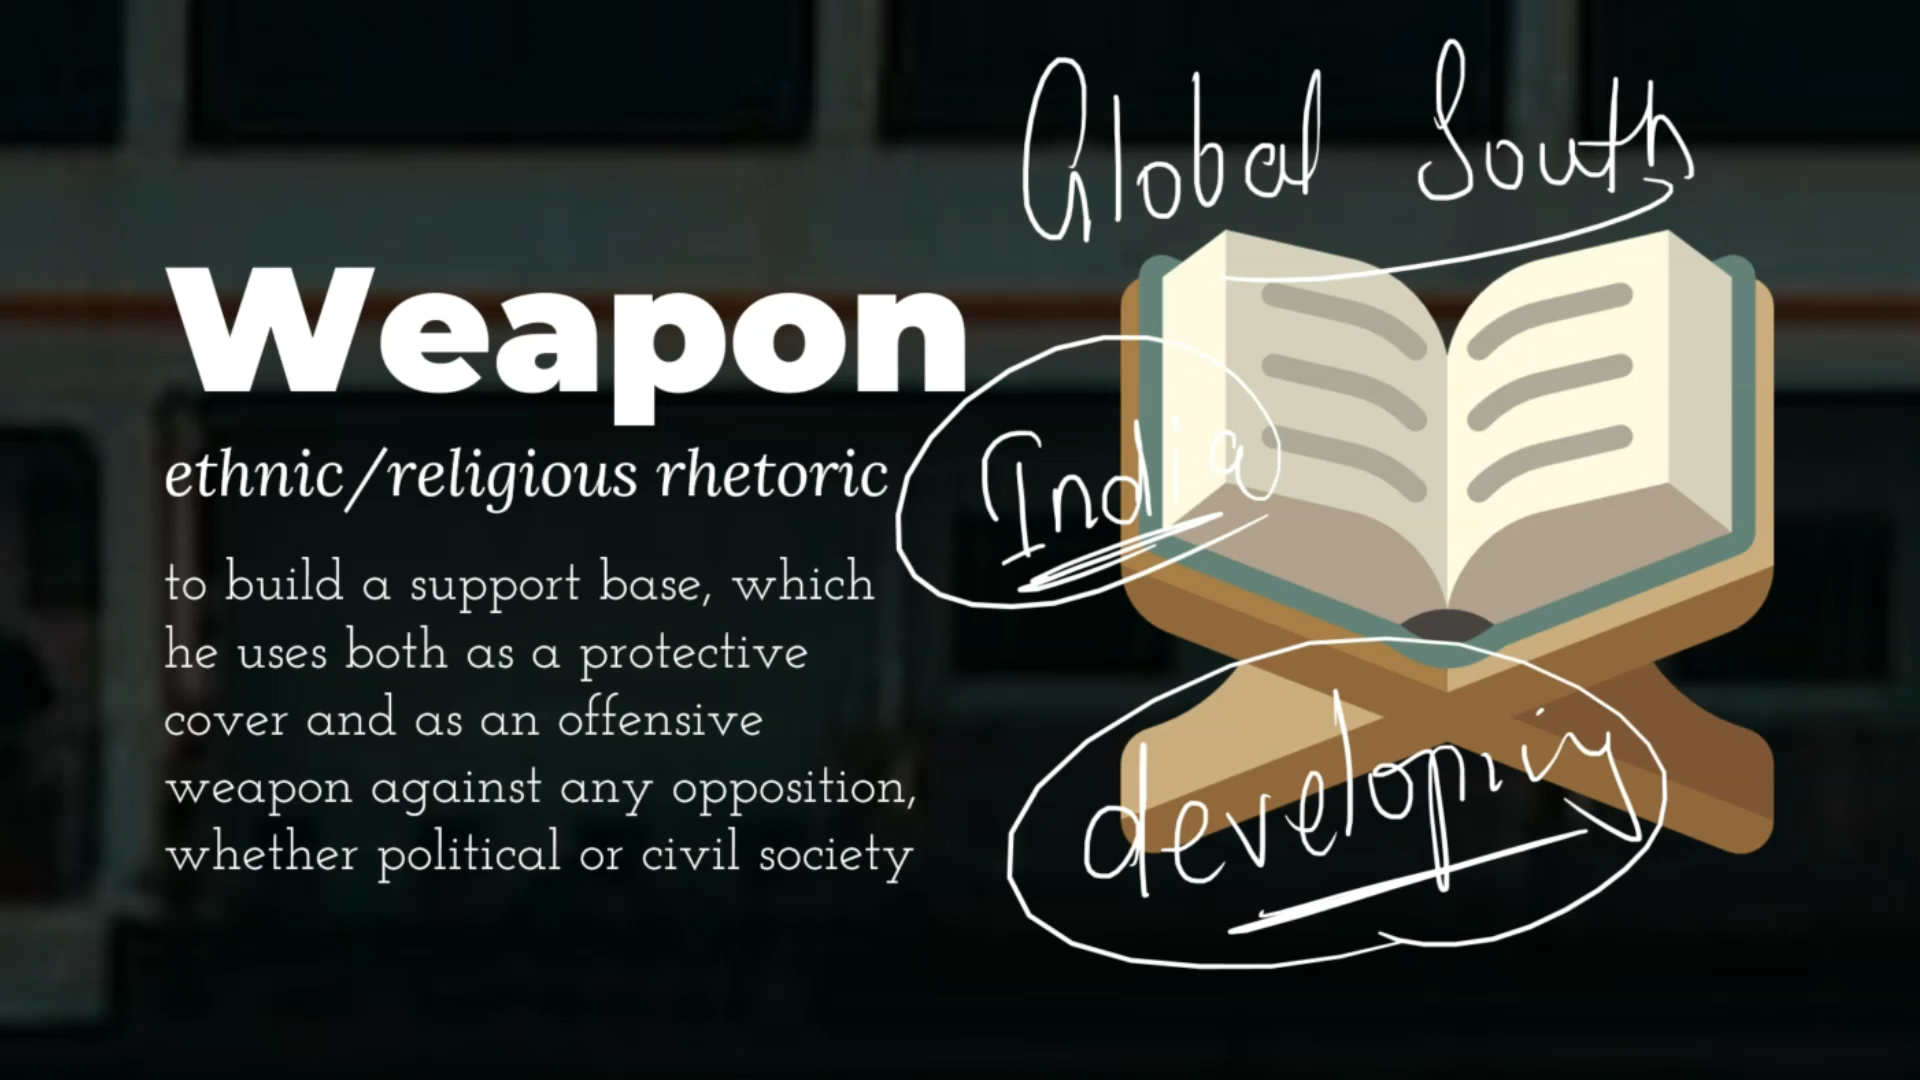 Global South
Weapon
ethnic/religious rhetoric
India
to build a support base, which
he uses both as a protective
cover and as an offensive
weapon against any opposition,
whether political or civil society
developing